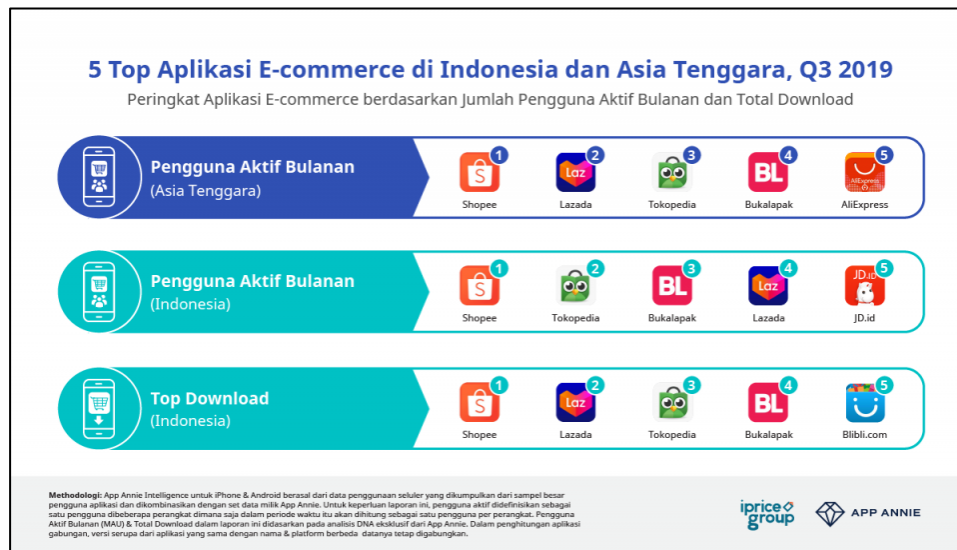 5 Top Aplikasi E-commerce di Indonesia dan Asia Tenggara, Q3 2019
Peringkat Aplikasi E-commerce berdasarkan Jumlah Pengguna Aktif Bulanan dan Total Download
Pengguna Aktif Bulanan
(Asia Tenggara)
1 2 3 4 5
S Laz BL AliExpress
Shopee Lazada Tokopedia Bukalapak AliExpress
Pengguna Aktif Bulanan
(Indonesia)
1 2 3 4 5
S BL Laz JD.ID
Shopee Tokopedia Bukalapak Lazada JD.id
Top Download
(Indonesia)
1 2 3 4 5
S Laz BL
Shopee Lazada Tokopedia Bukalapak Blibli.com
Methodologi: App Annie Intelligence untuk iPhone & Android berasal dari data penggunaan seluler yang dikumpulkan dari sampel besar
pengguna aplikasi dan dikombinasikan dengan set data milik App Annie. Untuk keperluan laporan ini, pengguna aktif didefinisikan sebagai
satu pengguna dibeberapa perangkat dimana saja dalam periode waktu itu akan dihitung sebagai satu pengguna per perangkat. Pengguna
Aktif Bulanan (MAU) & Total Download dalam laporan ini didasarkan pada analisis DNA eksklusif dari App Annie. Dalam penghitungan aplikasi
gabungan, versi serupa dari aplikasi yang sama dengan nama & platform berbeda datanya tetap digabungkan.
iprice group
APP ANNIE